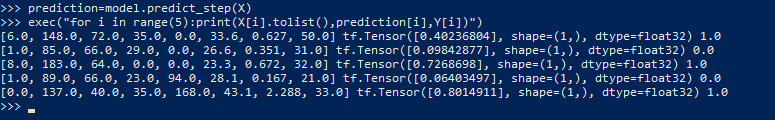 >>> prediction=model.predict_step(X)
>>> exec("for i in range(5):print(X[i].tolist(),prediction[i],Y[i])")
[6.0, 148.0, 72.0, 35.0, 0.0, 33.6, 0.627, 50.0] tf.Tensor([0.40236804], shape=(1,), dtype=float32) 1.0
[1.0, 85.0, 66.0, 29.0, 0.0, 26.6, 0.351, 31.0] tf.Tensor([0.09842877], shape=(1,), dtype=float32) 0.0
[8.0, 183.0, 64.0, 0.0, 0.0, 23.3, 0.672, 32.0] tf.Tensor([0.7268698], shape=(1,), dtype=float32) 1.0
[1.0, 89.0, 66.0, 23.0, 94.0, 28.1, 0.167, 21.0] tf.Tensor([0.06403497], shape=(1,), dtype=float32) 0.0
[0.0, 137.0, 40.0, 35.0, 168.0, 43.1, 2.288, 33.0] tf.Tensor([0.8014911], shape=(1,), dtype=float32) 1.0
>>> _